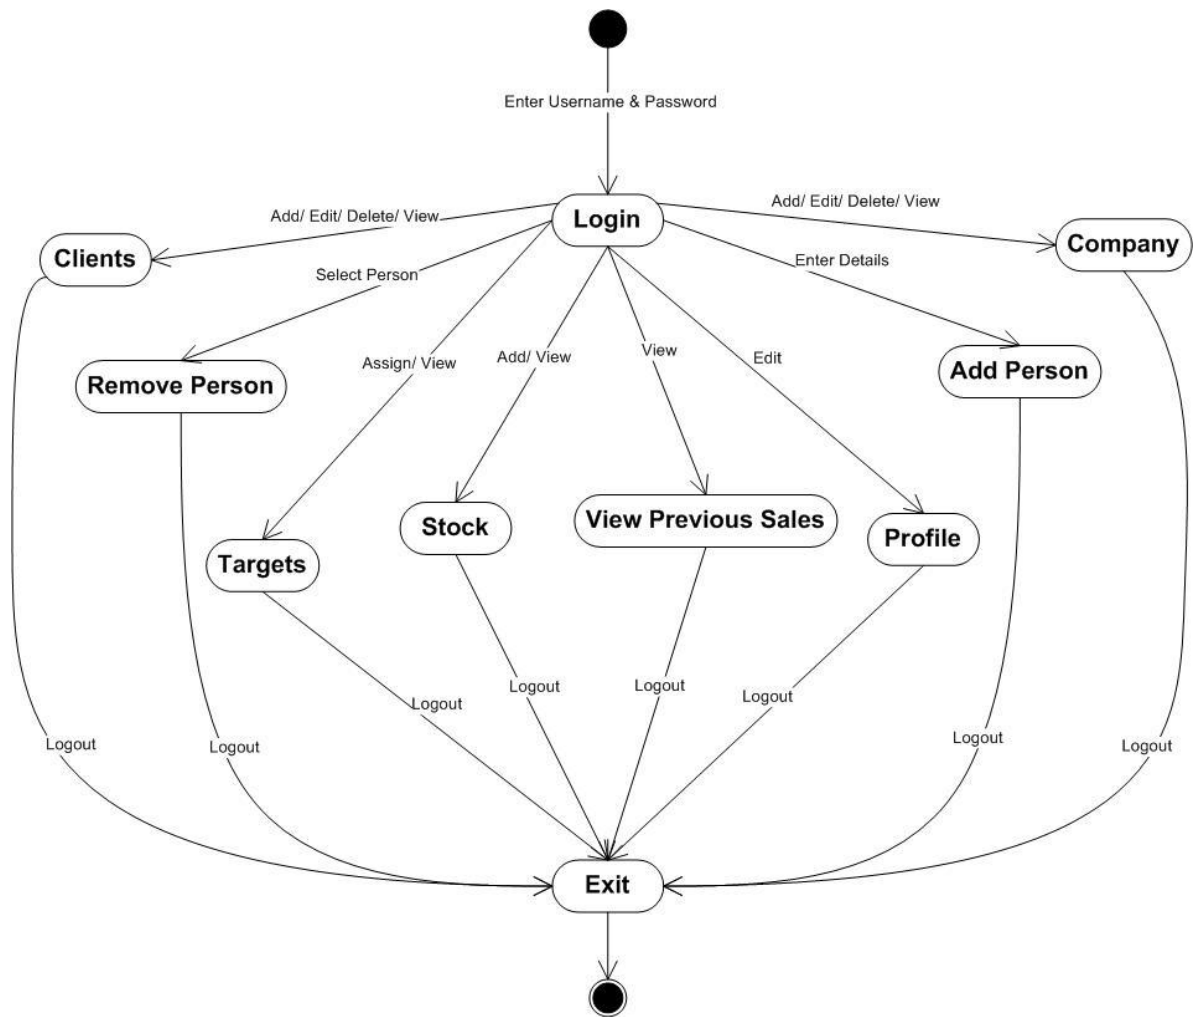 Enter Username & Password
Login
Add/ Edit/ Delete/ View
Add/ Edit/ Delete/ View
Clients
Company
Select Person
Enter Details
Assign/ View
Add/ View
View
Edit
Remove Person
Add Person
Targets
Stock
View Previous Sales
Profile
Logout
Logout
Logout
Logout
Logout
Logout
Logout
Logout
Exit